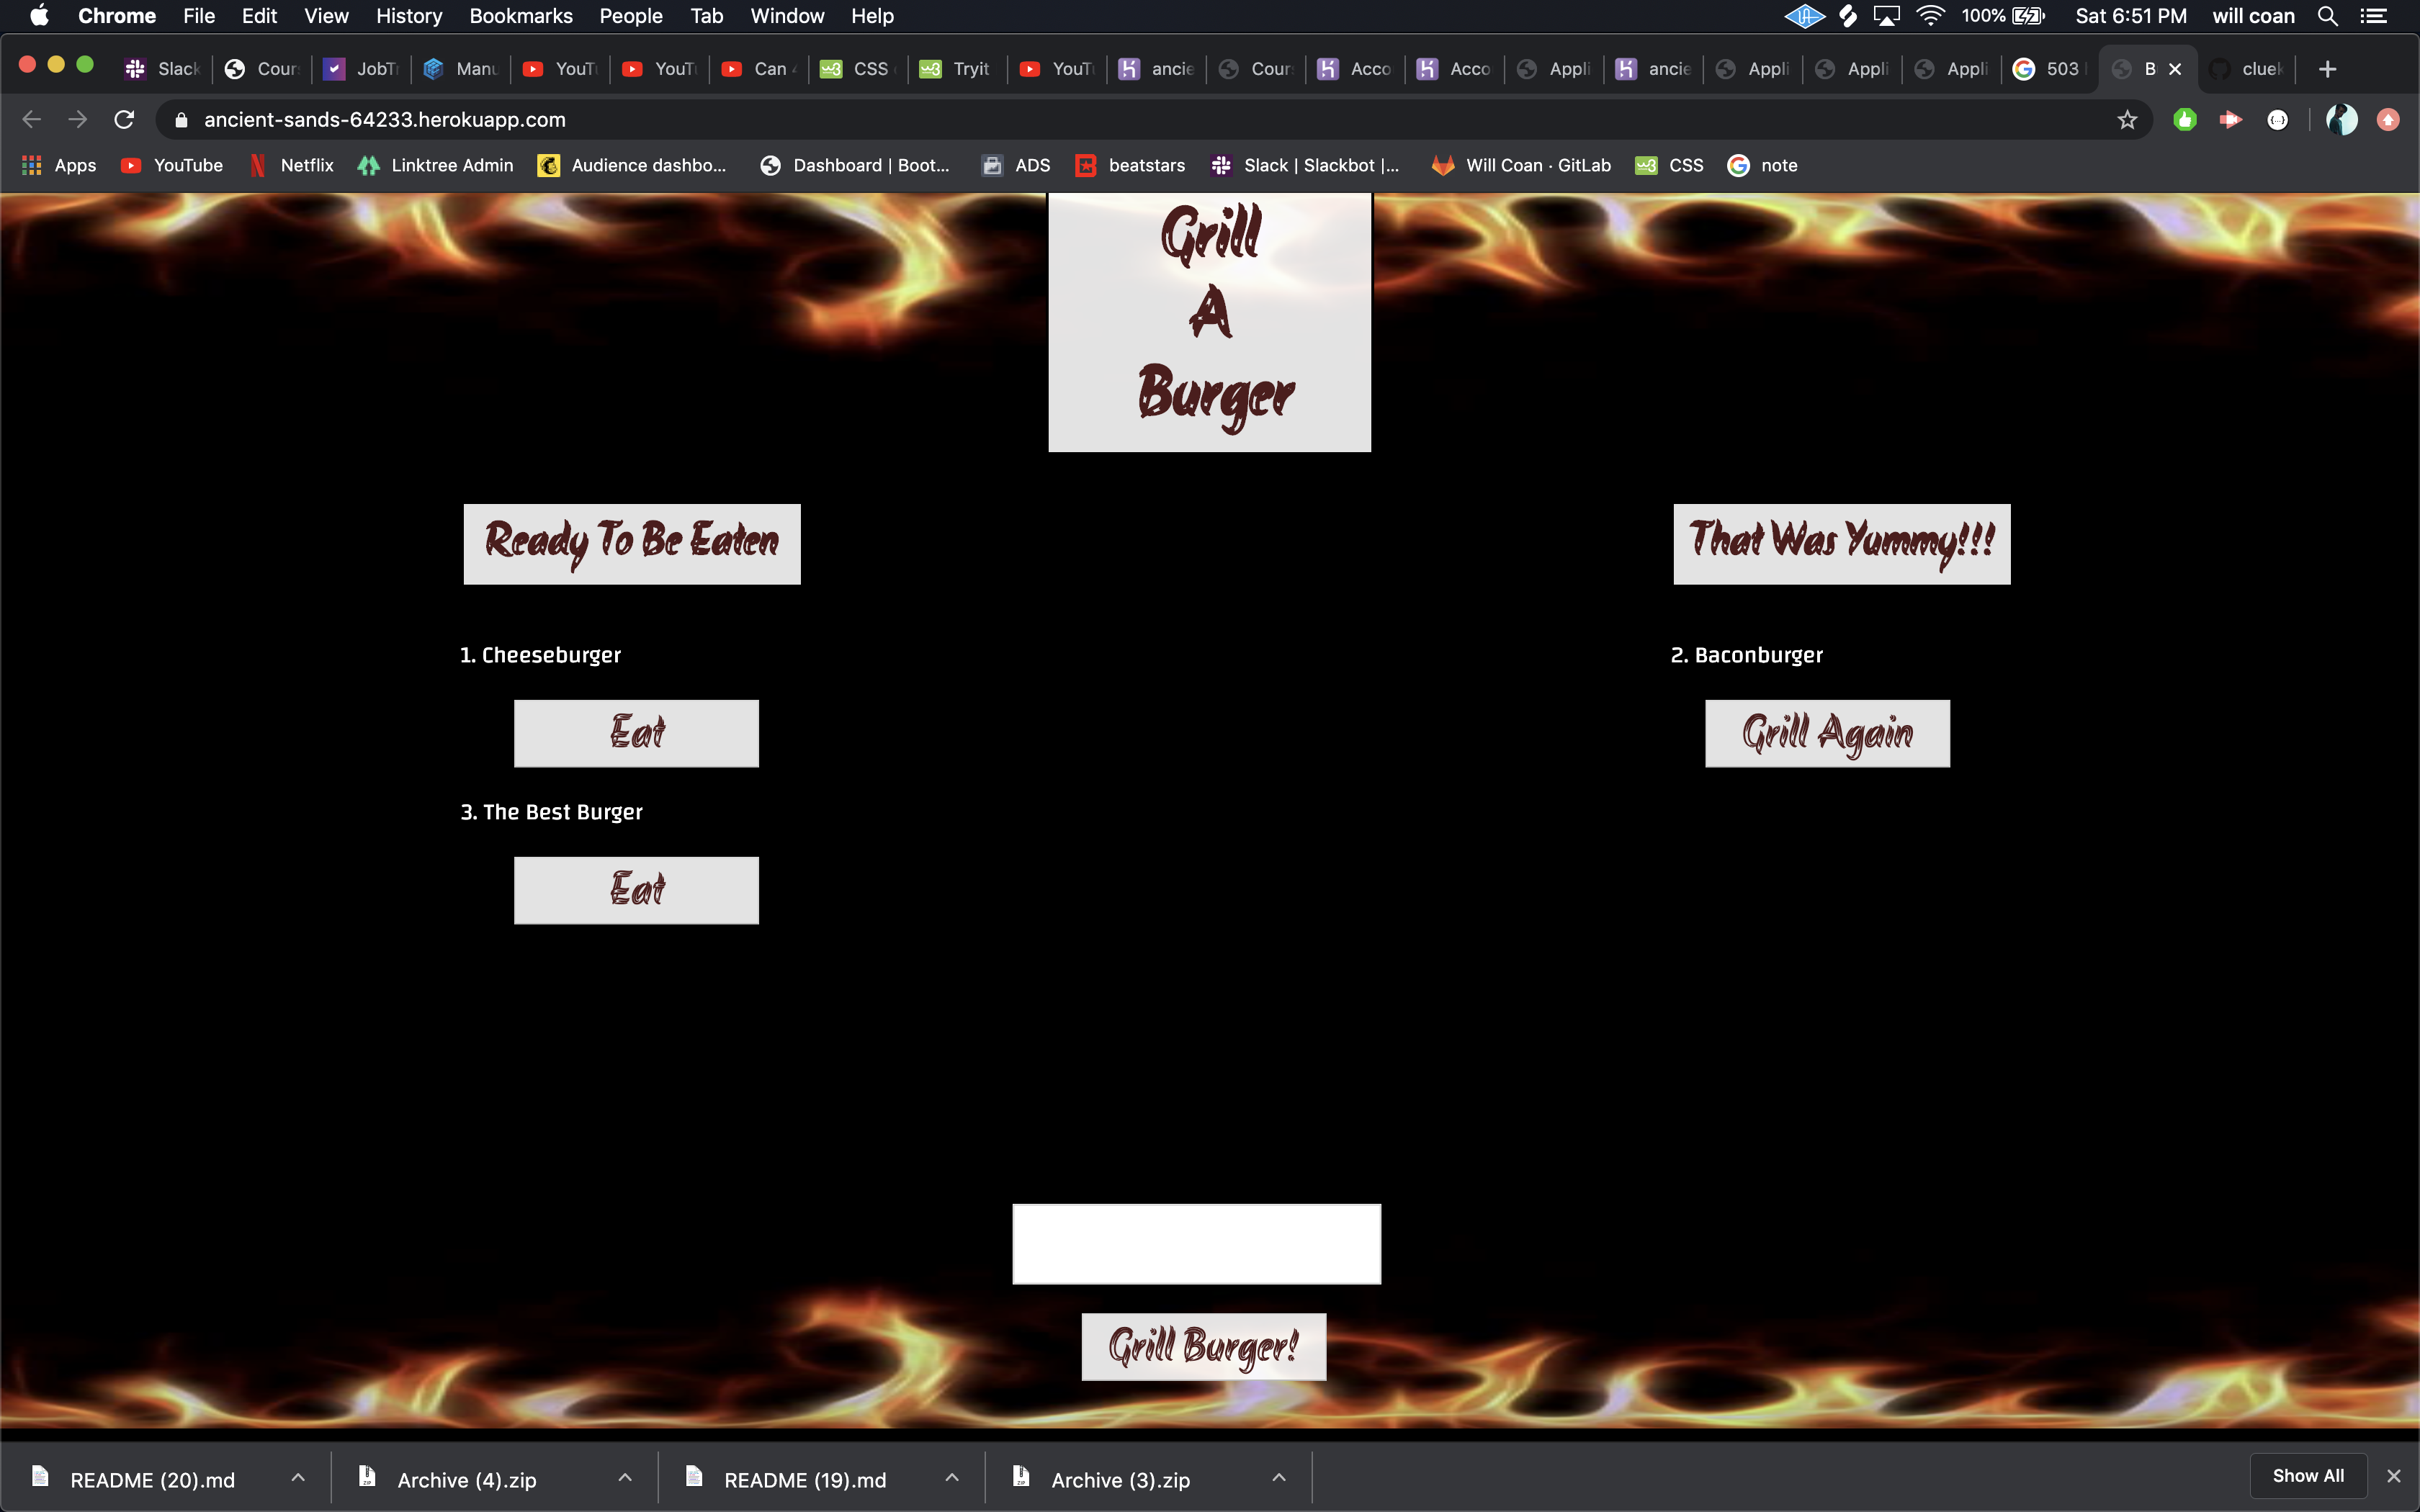 Chrome File Edit View History Bookmarks People Tab Window Help 100% Sat 6:51 PM will coan
Slack Cour JobTr Manu YouTu YouTu Can CSS Tryit YouTu ancie Cour Acco Acco Appli ancie Appli Appli Appli 503 B cluek
ancient-sands-64233.herokuapp.com
Apps YouTube Netflix Linktree Admin Audience dashbo... Dashboard | Boot... ADS beatstars Slack | Slackbot |... Will Coan · GitLab CSS note
Grill
A
Burger
Ready To Be Eaten That Was Yummy!!!
1. Cheeseburger 2. Baconburger
Eat Grill Again
3. The Best Burger
Eat
Grill Burger!
README (20).md Archive (4).zip README (19).md Archive (3).zip Show All